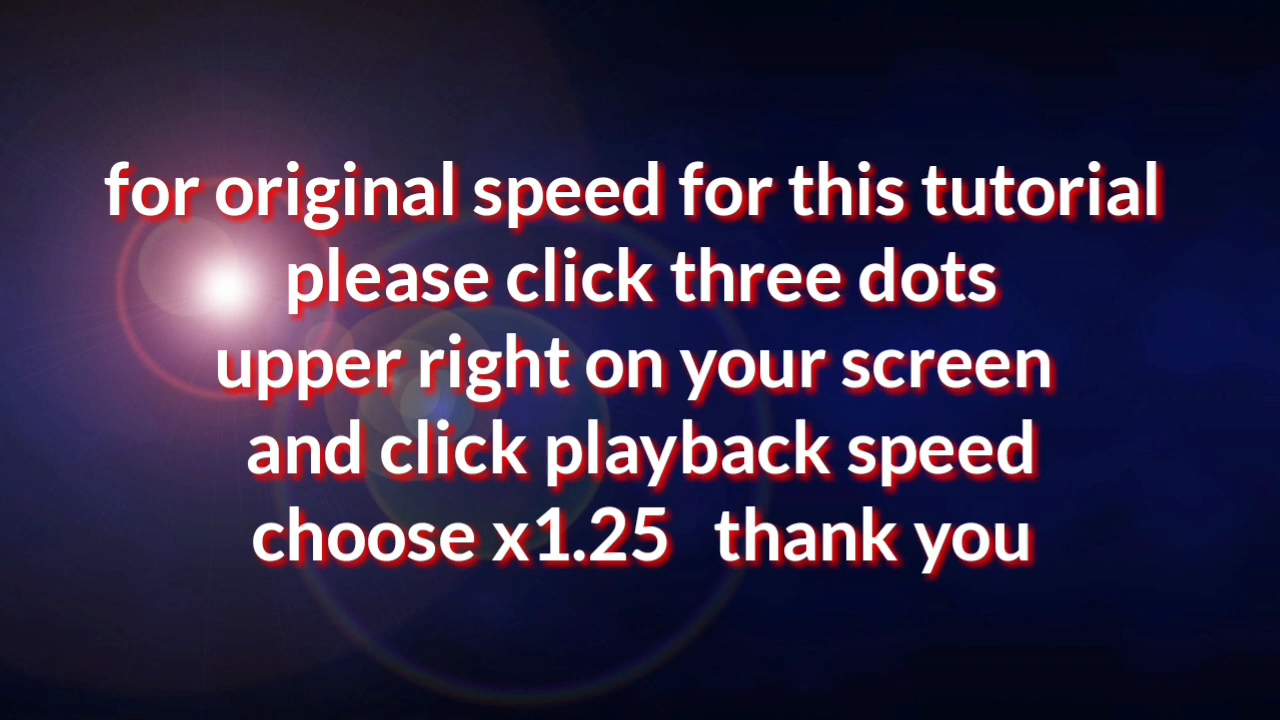 for original speed for this tutorial
please click three dots
upper right on your screen
and click playback speed
choose x1.25 thank you